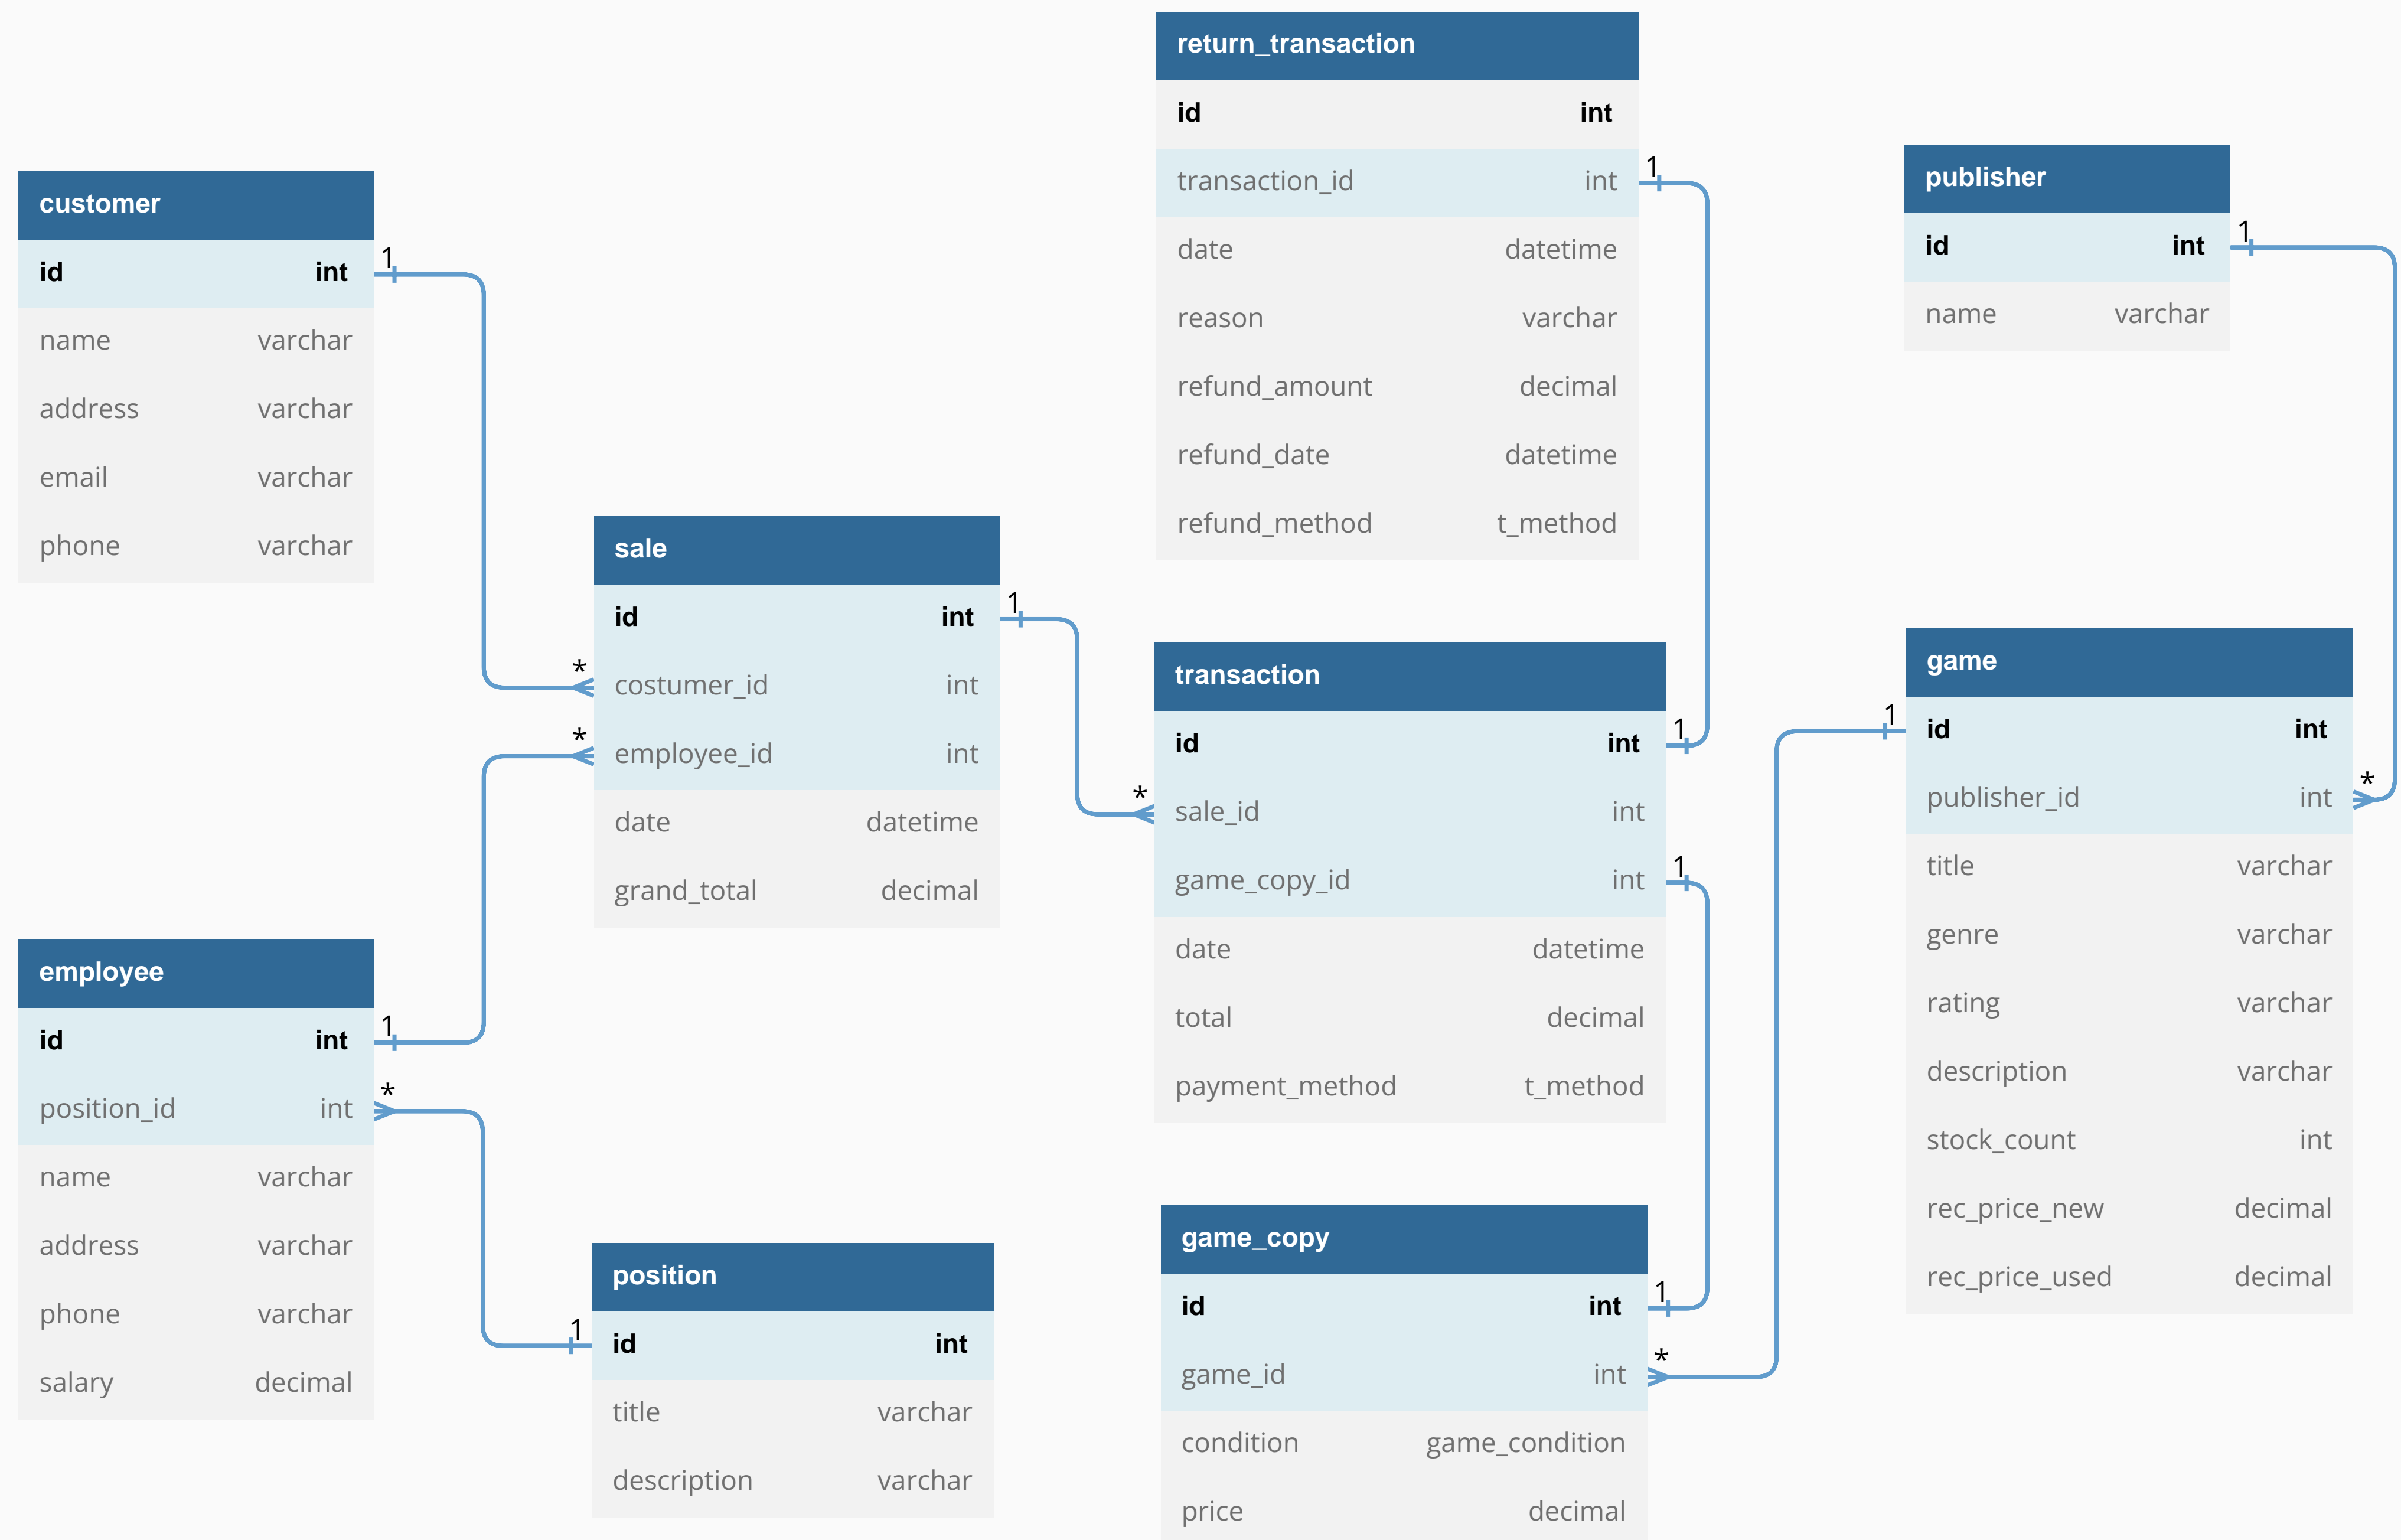 return_transaction
id int
transaction_id int
date datetime
reason varchar
refund_amount decimal
refund_date datetime
refund_method t_method
1
publisher
id int
name varchar
1
customer
id int
name varchar
address varchar
email varchar
phone varchar
1
sale
id int
costumer_id int
employee_id int
date datetime
grand_total decimal
1
*
*
transaction
id int
sale_id int
game_copy_id int
date datetime
total decimal
payment_method t_method
1
*
1
game
id int
publisher_id int
title varchar
genre varchar
rating varchar
description varchar
stock_count int
rec_price_new decimal
rec_price_used decimal
1
*
employee
id int
position_id int
name varchar
address varchar
phone varchar
salary decimal
1
*
position
id int
title varchar
description varchar
1
game_copy
id int
game_id int
condition game_condition
price decimal
1
*